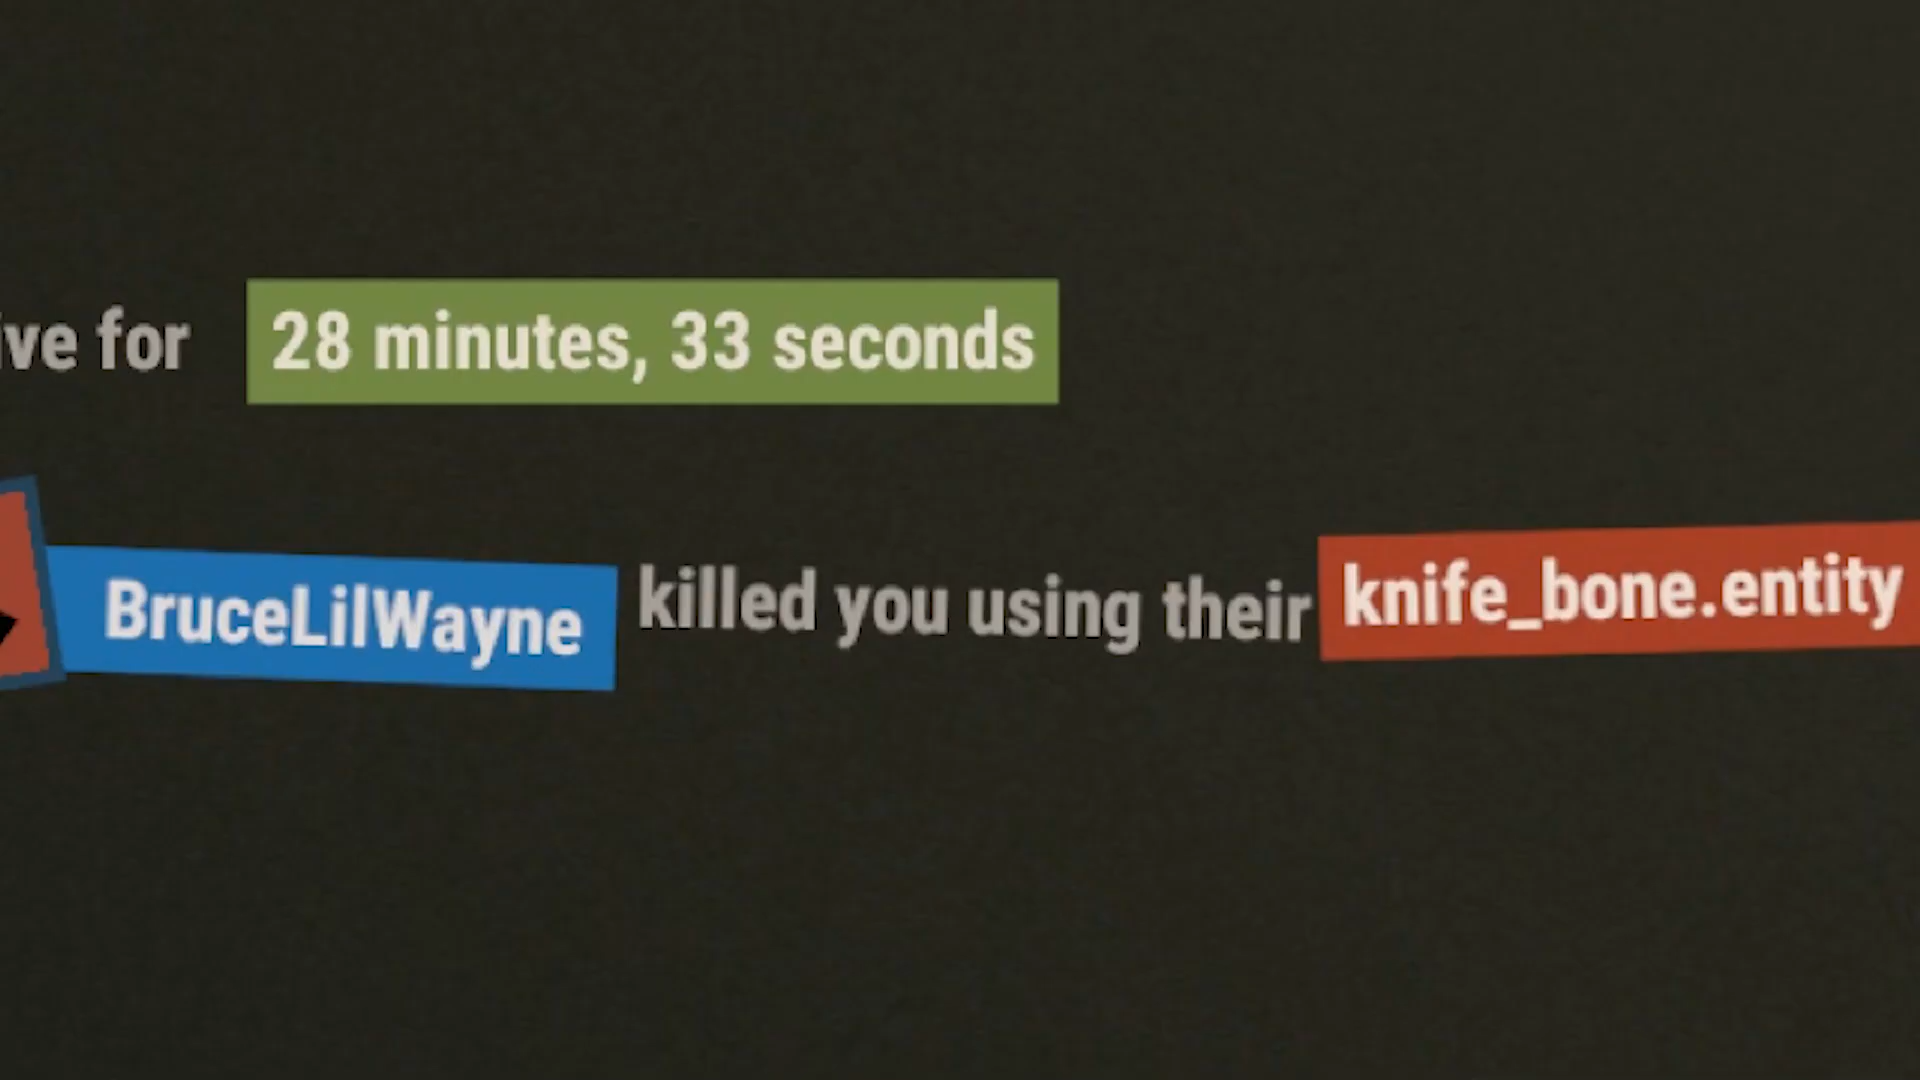 ive for 28 minutes, 33 seconds
BruceLilWayne killed you using their knife_bone.entity